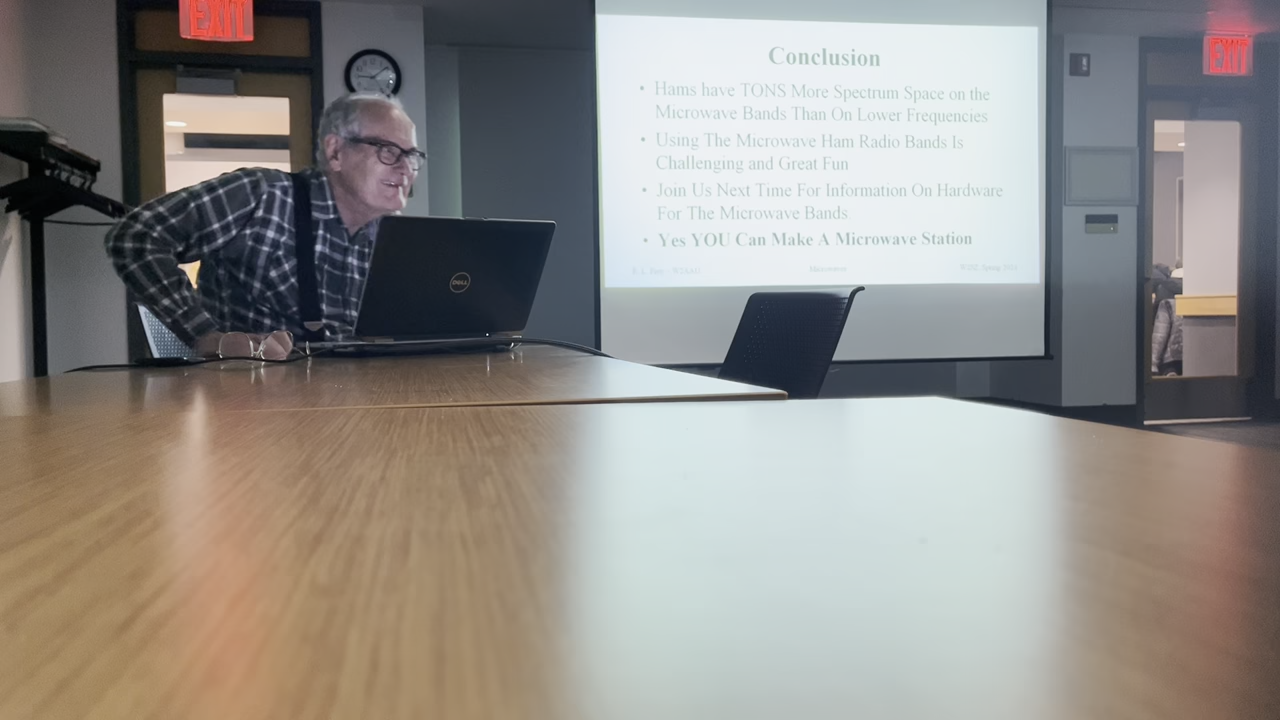 EXIT
Conclusion
• Hams have TONS More Spectrum Space on the
Microwave Bands Than On Lower Frequencies
• Using The Microwave Ham Radio Bands Is
Challenging and Great Fun
• Join Us Next Time For Information On Hardware
For The Microwave Bands
• Yes YOU Can Make A Microwave Station
Microwaves
EXIT
DELL